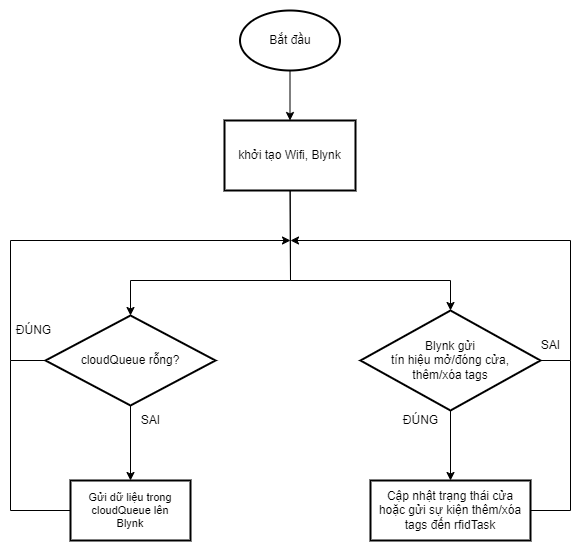 Bắt đầu
khởi tạo Wifi, Blynk
ĐÚNG
cloudQueue rỗng?
SAI
Gửi dữ liệu trong
cloudQueue lên
Blynk
Blynk gửi
tín hiệu mở/đóng cửa,
thêm/xóa tags
SAI
ĐÚNG
Cập nhật trạng thái cửa
hoặc gửi sự kiện thêm/xóa
tags đến rfidTask